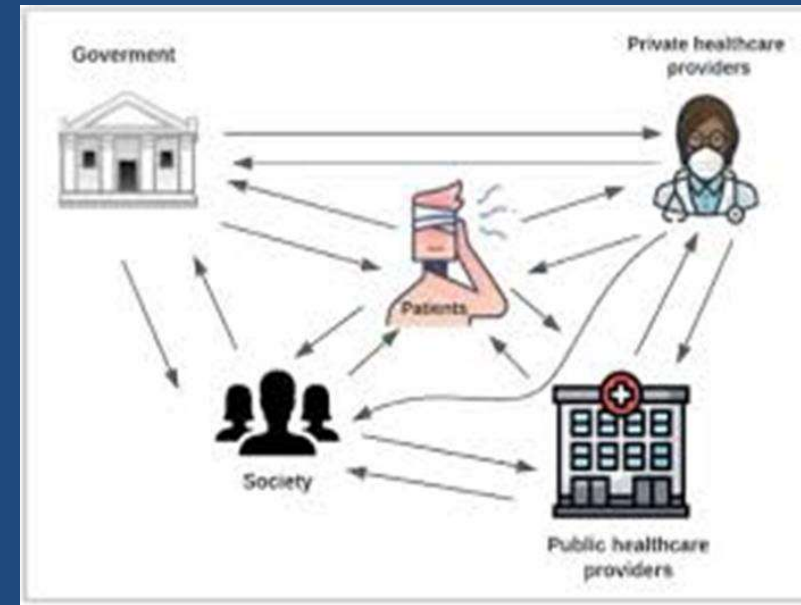 Goverment
Private healthcare
providers
Patients
Society
Public healthcare
providers